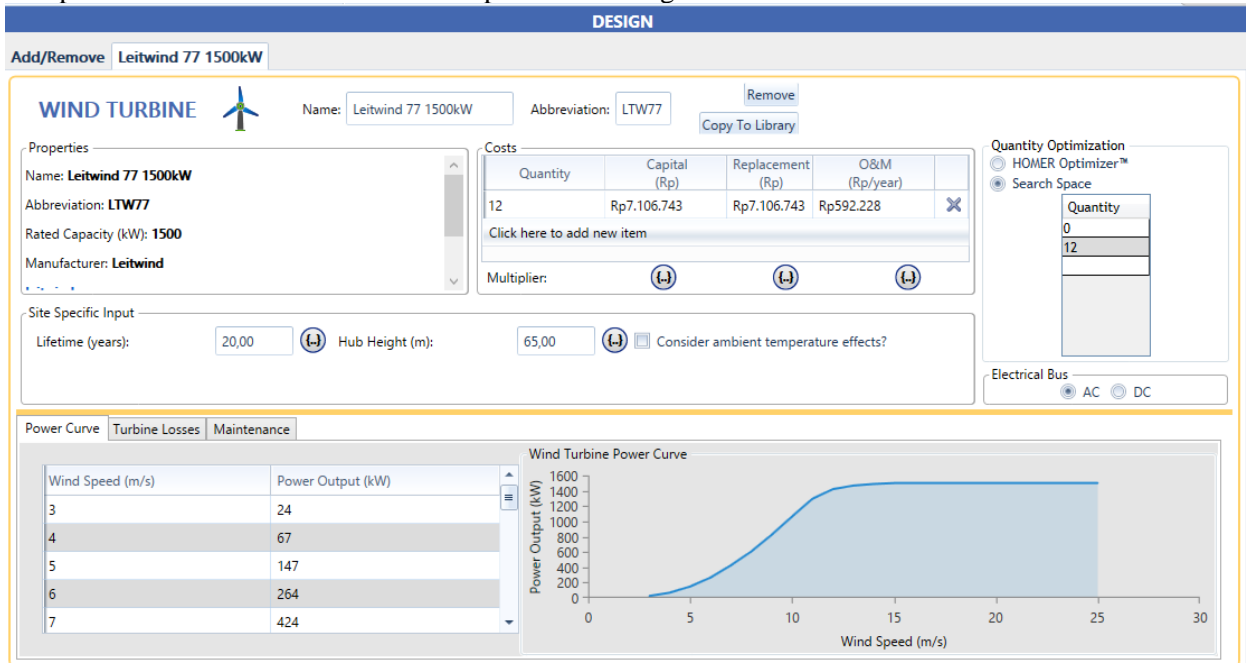 DESIGN
Add/Remove Leitwind 77 1500kW
WIND TURBINE
Name: Leitwind 77 1500kW
Abbreviation: LTW77
Remove
Copy To Library
Properties
Name: Leitwind 77 1500kW
Abbreviation: LTW77
Rated Capacity (kW): 1500
Manufacturer: Leitwind
Costs
Quantity Capital (Rp) Replacement (Rp) O&M (Rp/year)
12 Rp7.106.743 Rp7.106.743 Rp592.228
Click here to add new item
Multiplier: {..} {..} {..}
Quantity Optimization
HOMER Optimizer™
Search Space
Quantity
0
12
Site Specific Input
Lifetime (years): 20,00 {..} Hub Height (m): 65,00 {..} Consider ambient temperature effects?
Electrical Bus
AC DC
Power Curve Turbine Losses Maintenance
Wind Speed (m/s) Power Output (kW)
3 24
4 67
5 147
6 264
7 424
Wind Turbine Power Curve
Power Output (kW)
1600
1400
1200
1000
800
600
400
200
0
0 5 10 15 20 25 30
Wind Speed (m/s)